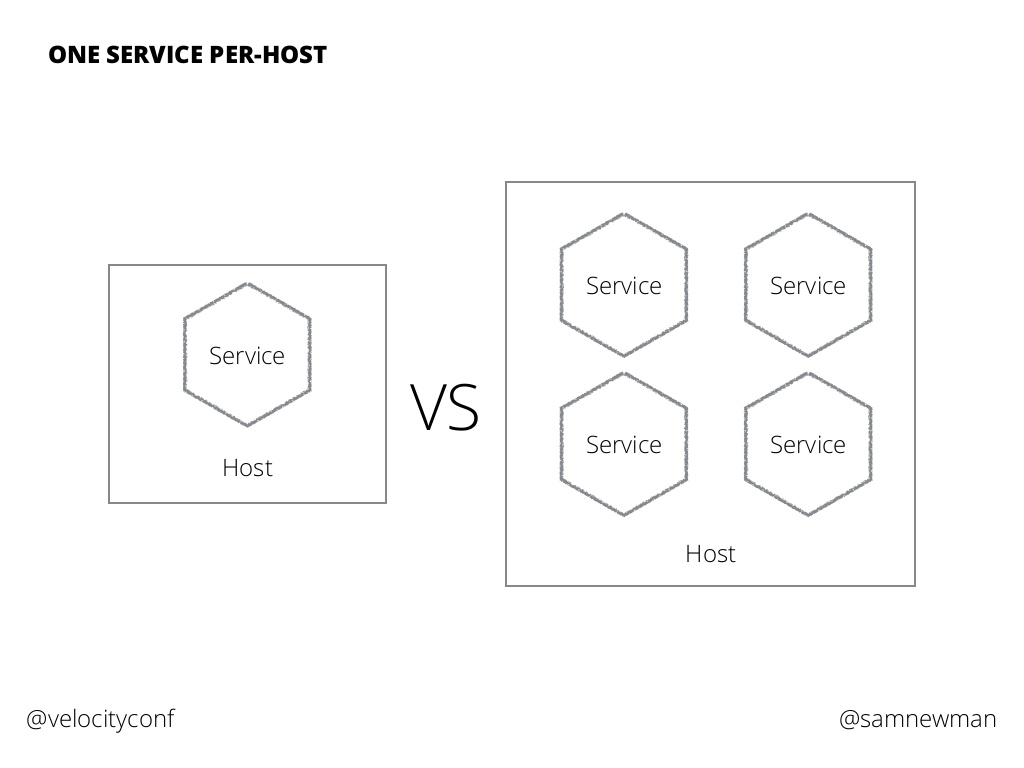 ONE SERVICE PER-HOST
Service
Host
VS
Service
Service
Service
Service
Host
@velocityconf
@samnewman